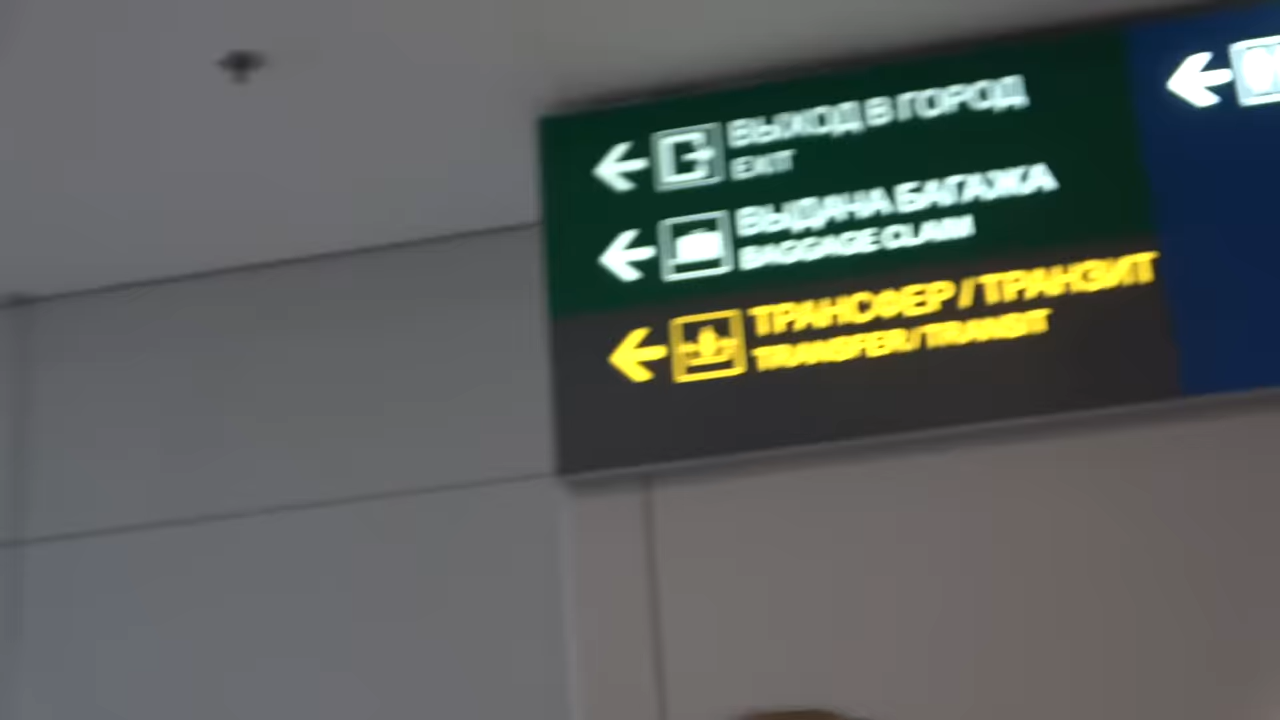 ВЫХОД В ГОРОД
EXIT
ВЫДАЧА БАГАЖА
BAGGAGE CLAIM
ТРАНСФЕР / ТРАНЗИТ
TRANSFER / TRANSIT